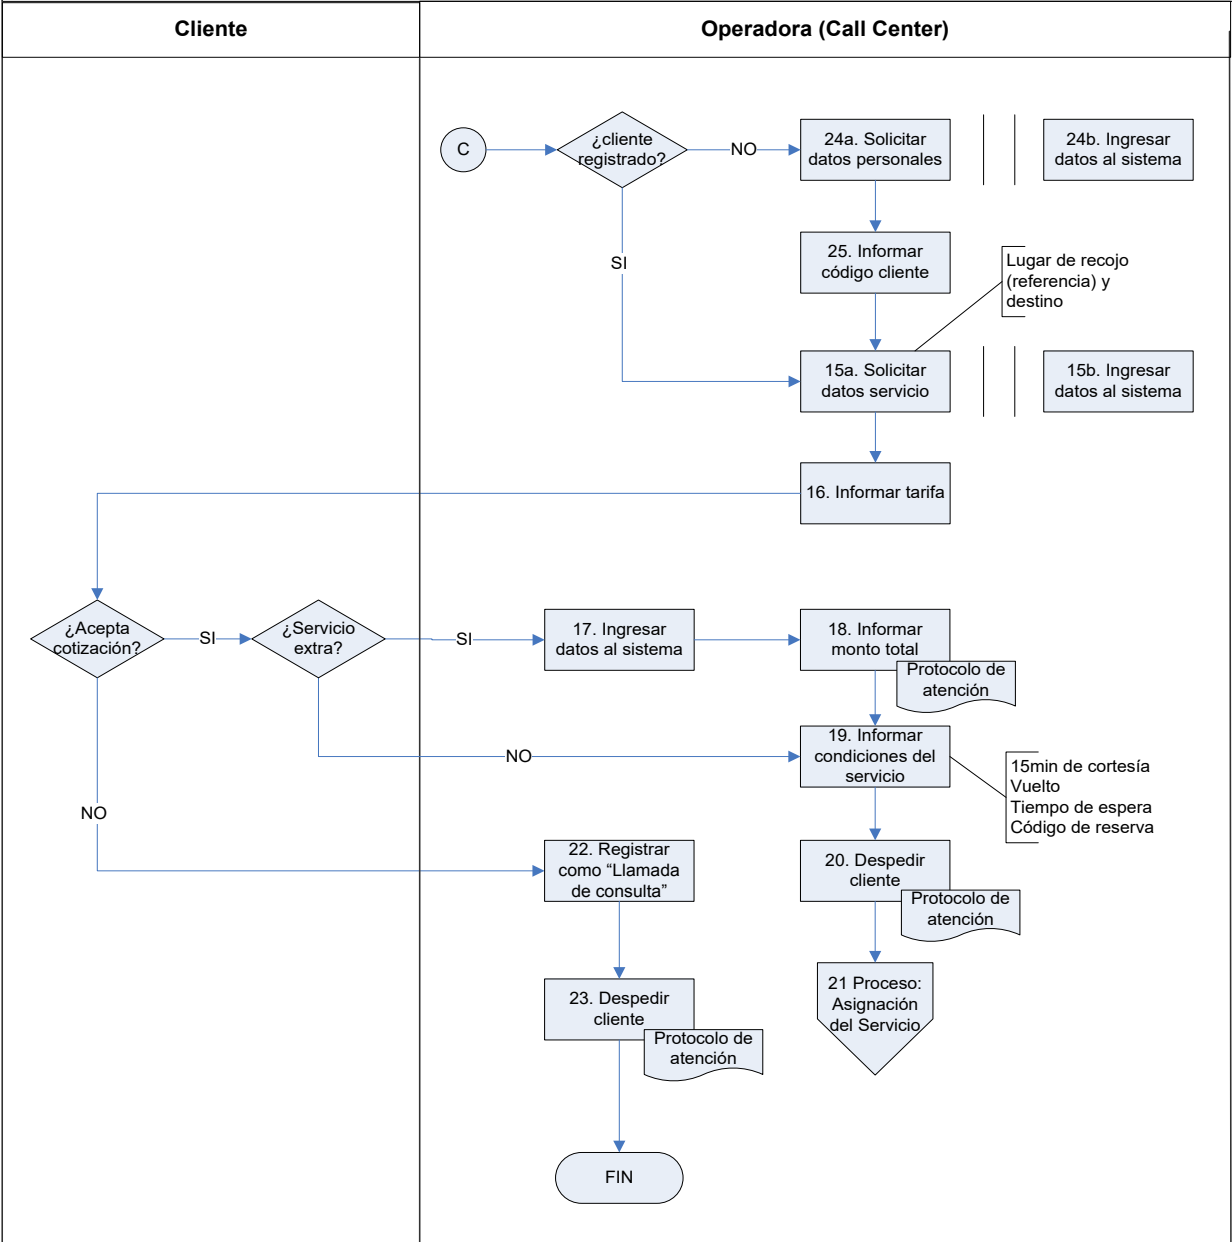 Cliente
Operadora (Call Center)
C
¿cliente
registrado?
NO
24a. Solicitar
datos personales
24b. Ingresar
datos al sistema
SI
25. Informar
código cliente
Lugar de recojo
(referencia) y
destino
15a. Solicitar
datos servicio
15b. Ingresar
datos al sistema
16. Informar tarifa
¿Acepta
cotización?
SI
¿Servicio
extra?
SI
17. Ingresar
datos al sistema
18. Informar
monto total
Protocolo de
atención
NO
19. Informar
condiciones del
servicio
15min de cortesía
Vuelto
Tiempo de espera
Código de reserva
NO
22. Registrar
como “Llamada
de consulta”
20. Despedir
cliente
Protocolo de
atención
23. Despedir
cliente
Protocolo de
atención
21 Proceso:
Asignación
del Servicio
FIN